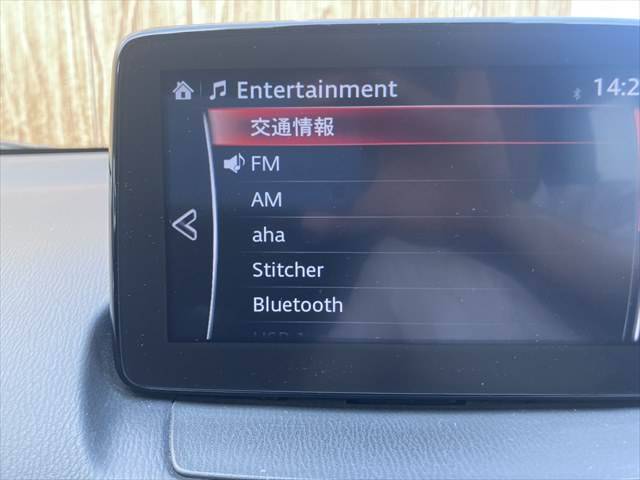 Entertainment 14:2
交通情報
FM
AM
aha
Stitcher
Bluetooth